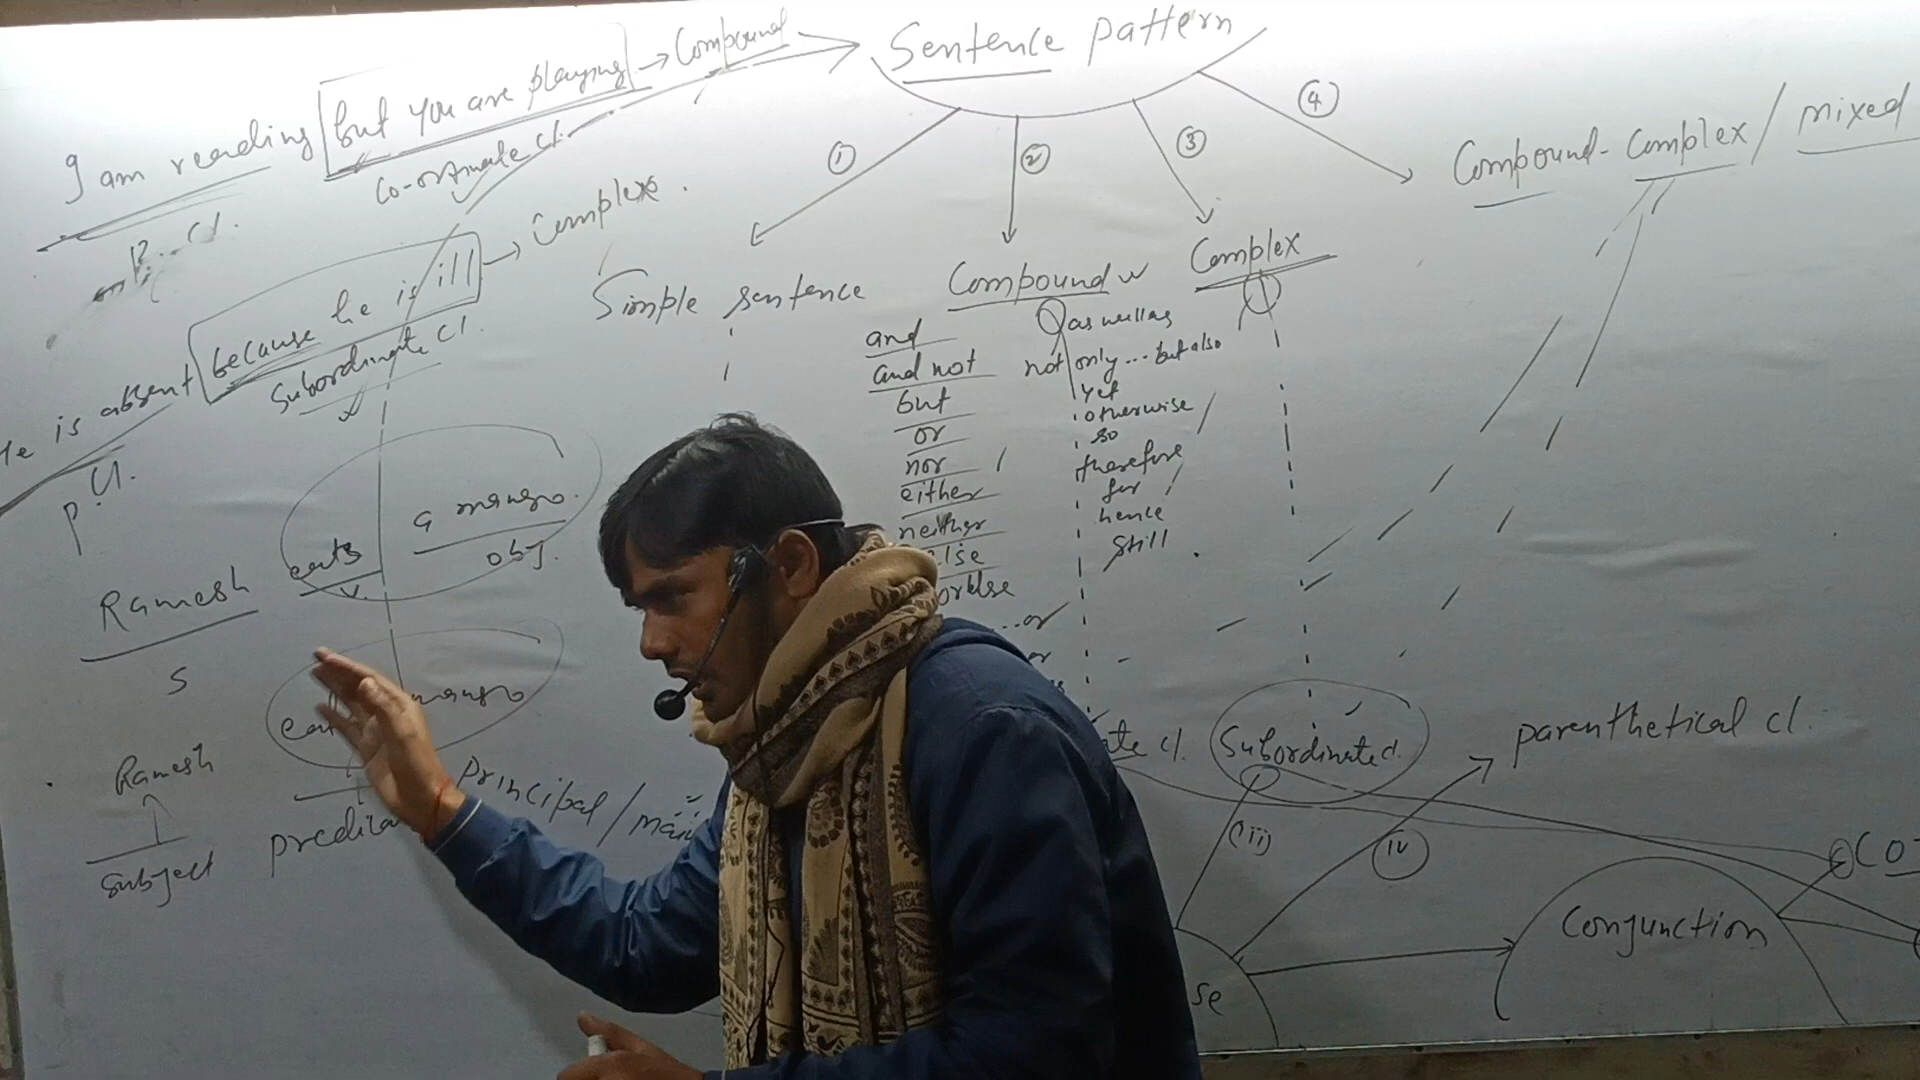 Sentence pattern
I am reading but you are playing → Compound
P. cl.
Co-ordinate cl.
① ② ③ ④
Compound-Complex / mixed
He is absent because he is ill → Complex.
P. Cl.
Subordinate cl.
Simple sentence
Compound
Complex
and
and not
but
or
nor
either
neither
else
orelse
...or
as well as
not only... but also
yet
otherwise
so
therefore
for
hence
still
Ramesh eats a mango.
S v. obj.
Ramesh mango
subject
Principal / main
Subordinate cl.
parenthetical cl.
(iii) iv
Conjunction
se